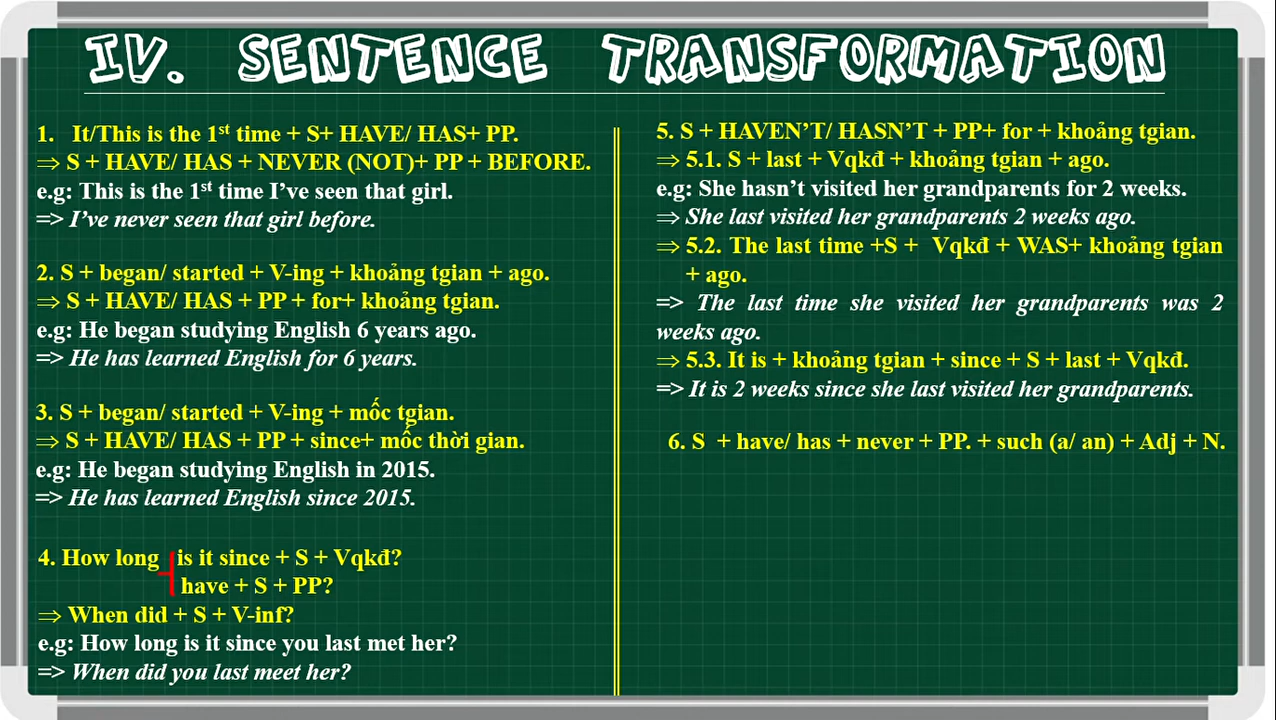 IV. SENTENCE TRANSFORMATION
1. It/This is the 1st time + S+ HAVE/ HAS+ PP.
⇒ S + HAVE/ HAS + NEVER (NOT)+ PP + BEFORE.
e.g: This is the 1st time I've seen that girl.
=> I've never seen that girl before.
2. S + began/ started + V-ing + khoảng tgian + ago.
⇒ S + HAVE/ HAS + PP + for+ khoảng tgian.
e.g: He began studying English 6 years ago.
=> He has learned English for 6 years.
3. S + began/ started + V-ing + mốc tgian.
⇒ S + HAVE/ HAS + PP + since+ mốc thời gian.
e.g: He began studying English in 2015.
=> He has learned English since 2015.
4. How long is it since + S + Vqkđ?
have + S + PP?
⇒ When did + S + V-inf?
e.g: How long is it since you last met her?
=> When did you last meet her?
5. S + HAVEN'T/ HASN'T + PP+ for + khoảng tgian.
⇒ 5.1. S + last + Vqkđ + khoảng tgian + ago.
e.g: She hasn't visited her grandparents for 2 weeks.
⇒ She last visited her grandparents 2 weeks ago.
⇒ 5.2. The last time +S + Vqkđ + WAS+ khoảng tgian
+ ago.
=> The last time she visited her grandparents was 2
weeks ago.
⇒ 5.3. It is + khoảng tgian + since + S + last + Vqkđ.
=> It is 2 weeks since she last visited her grandparents.
6. S + have/ has + never + PP. + such (a/ an) + Adj + N.